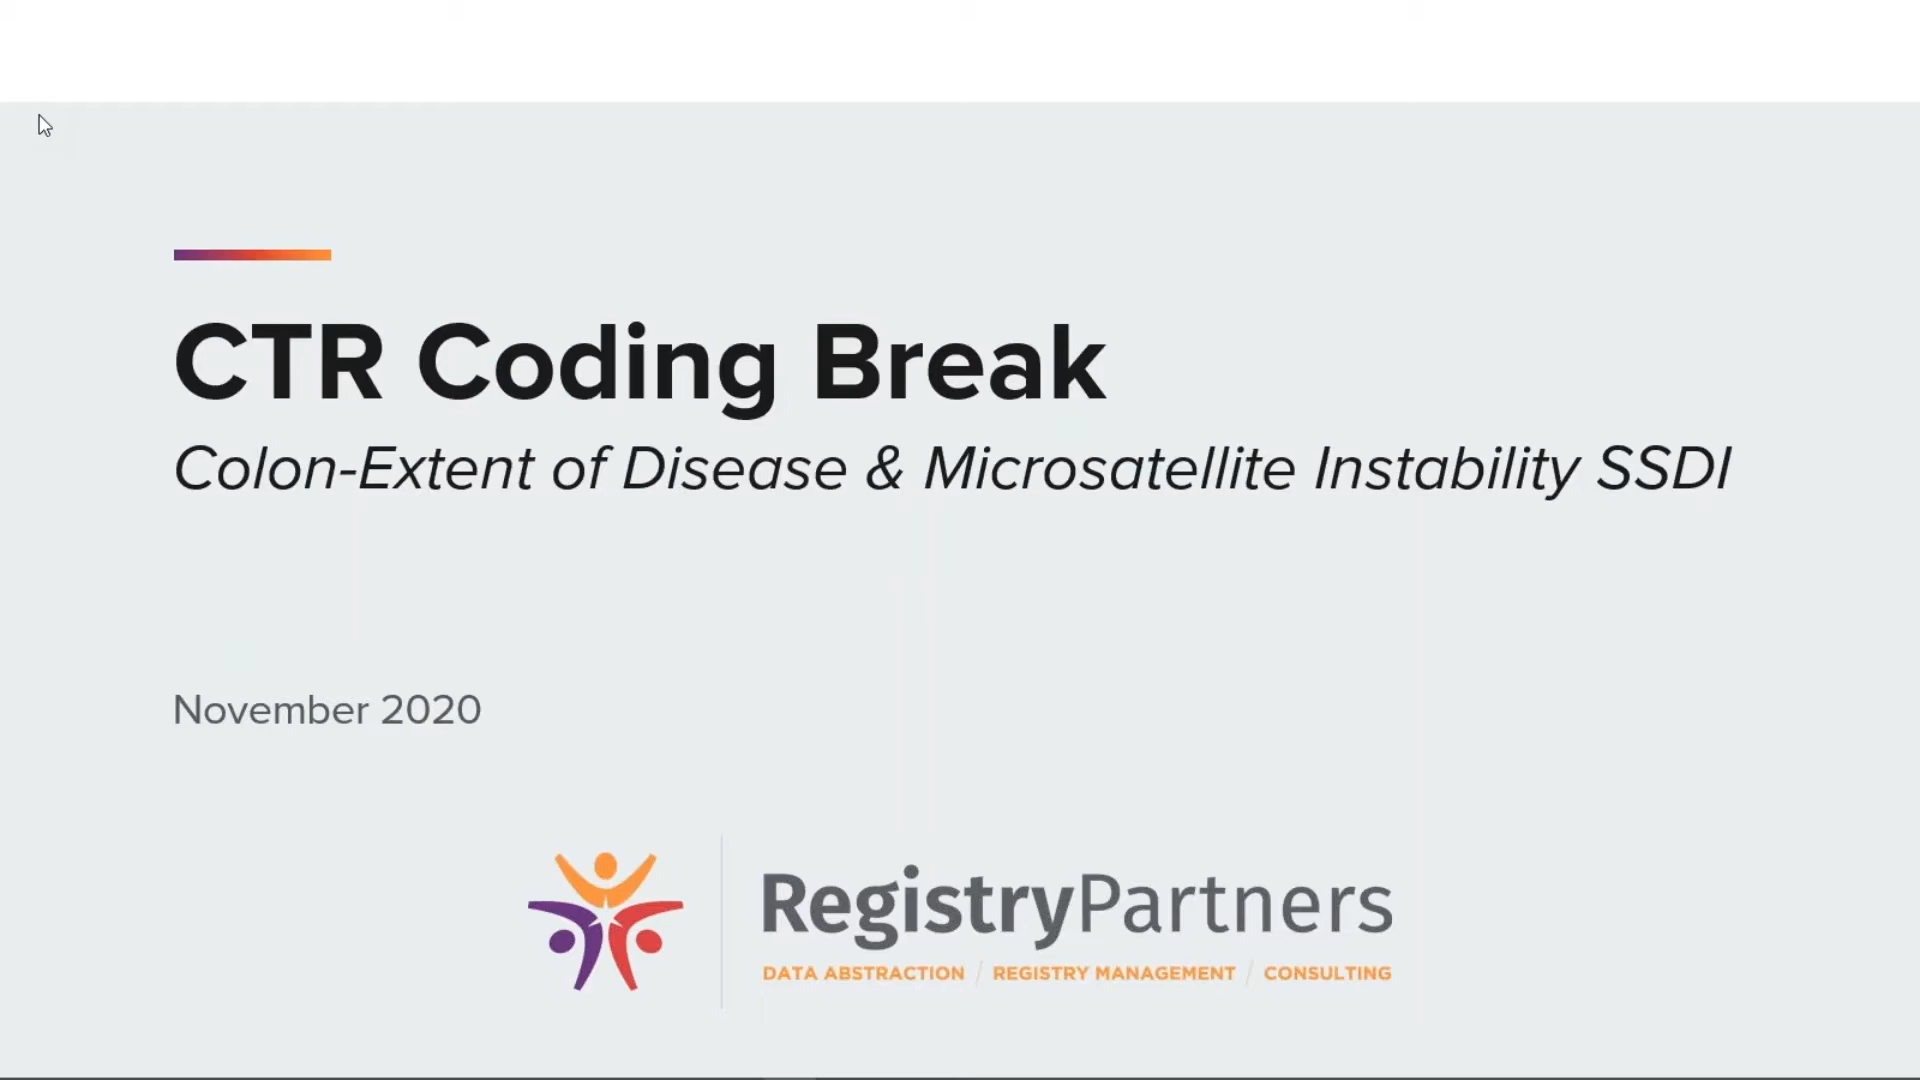 CTR Coding Break
Colon-Extent of Disease & Microsatellite Instability SSDI
November 2020
RegistryPartners
DATA ABSTRACTION / REGISTRY MANAGEMENT / CONSULTING